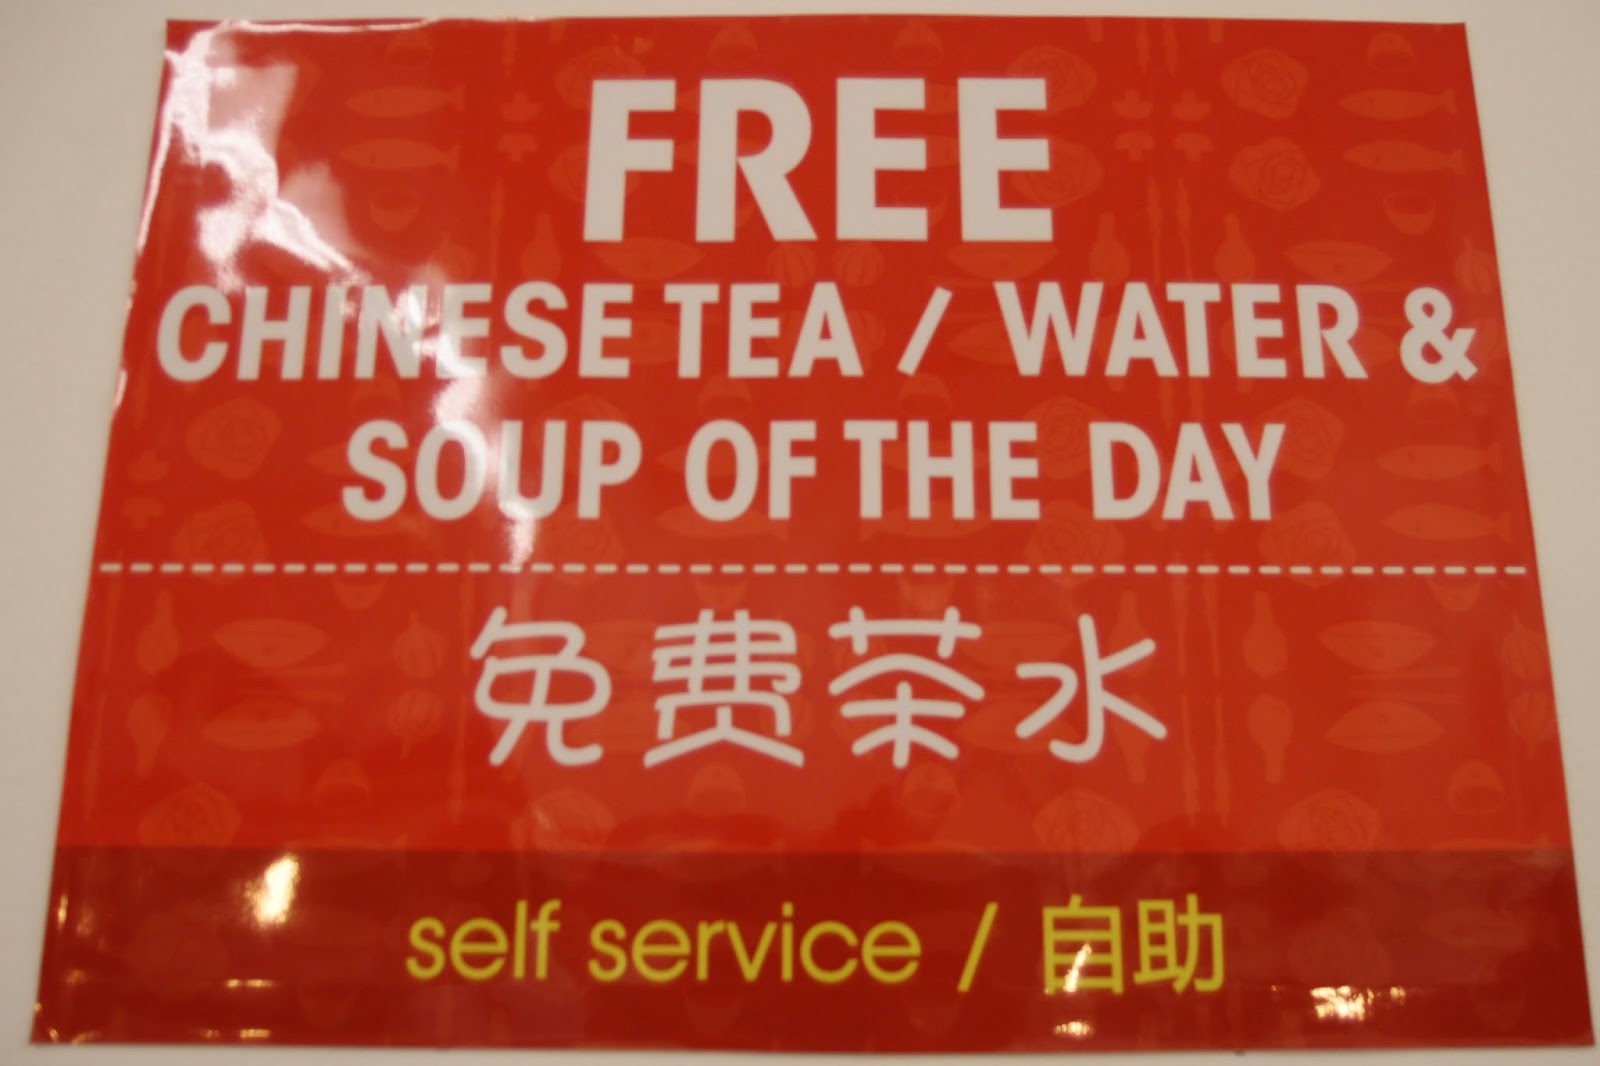 FREE
CHINESE TEA / WATER &
SOUP OF THE DAY
免费茶水
self service / 自助